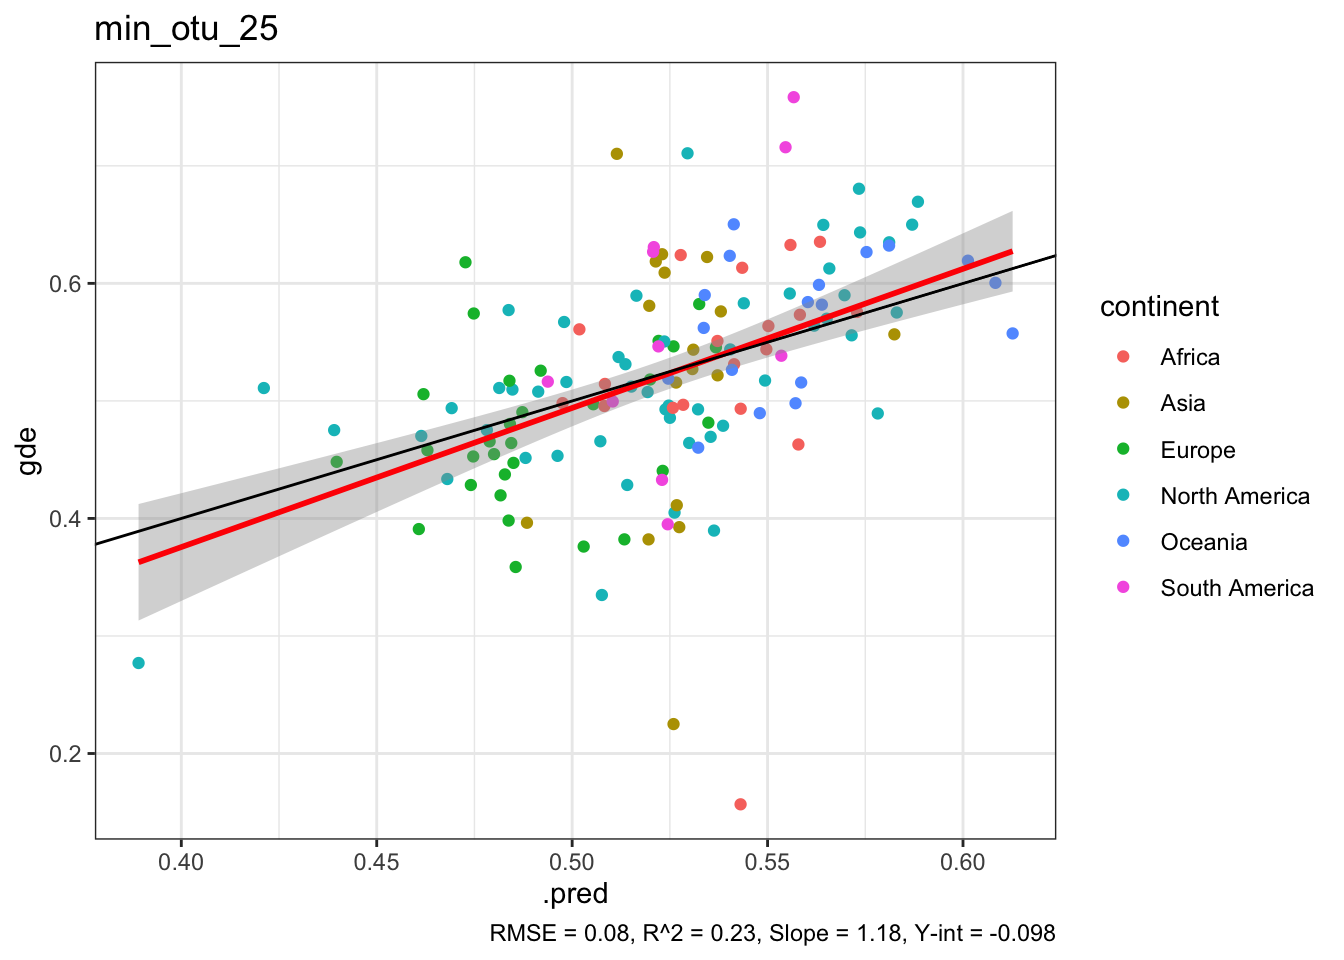 min_otu_25
gde
0.6
0.4
0.2
0.40 0.45 0.50 0.55 0.60
.pred
continent
Africa
Asia
Europe
North America
Oceania
South America
RMSE = 0.08, R^2 = 0.23, Slope = 1.18, Y-int = -0.098